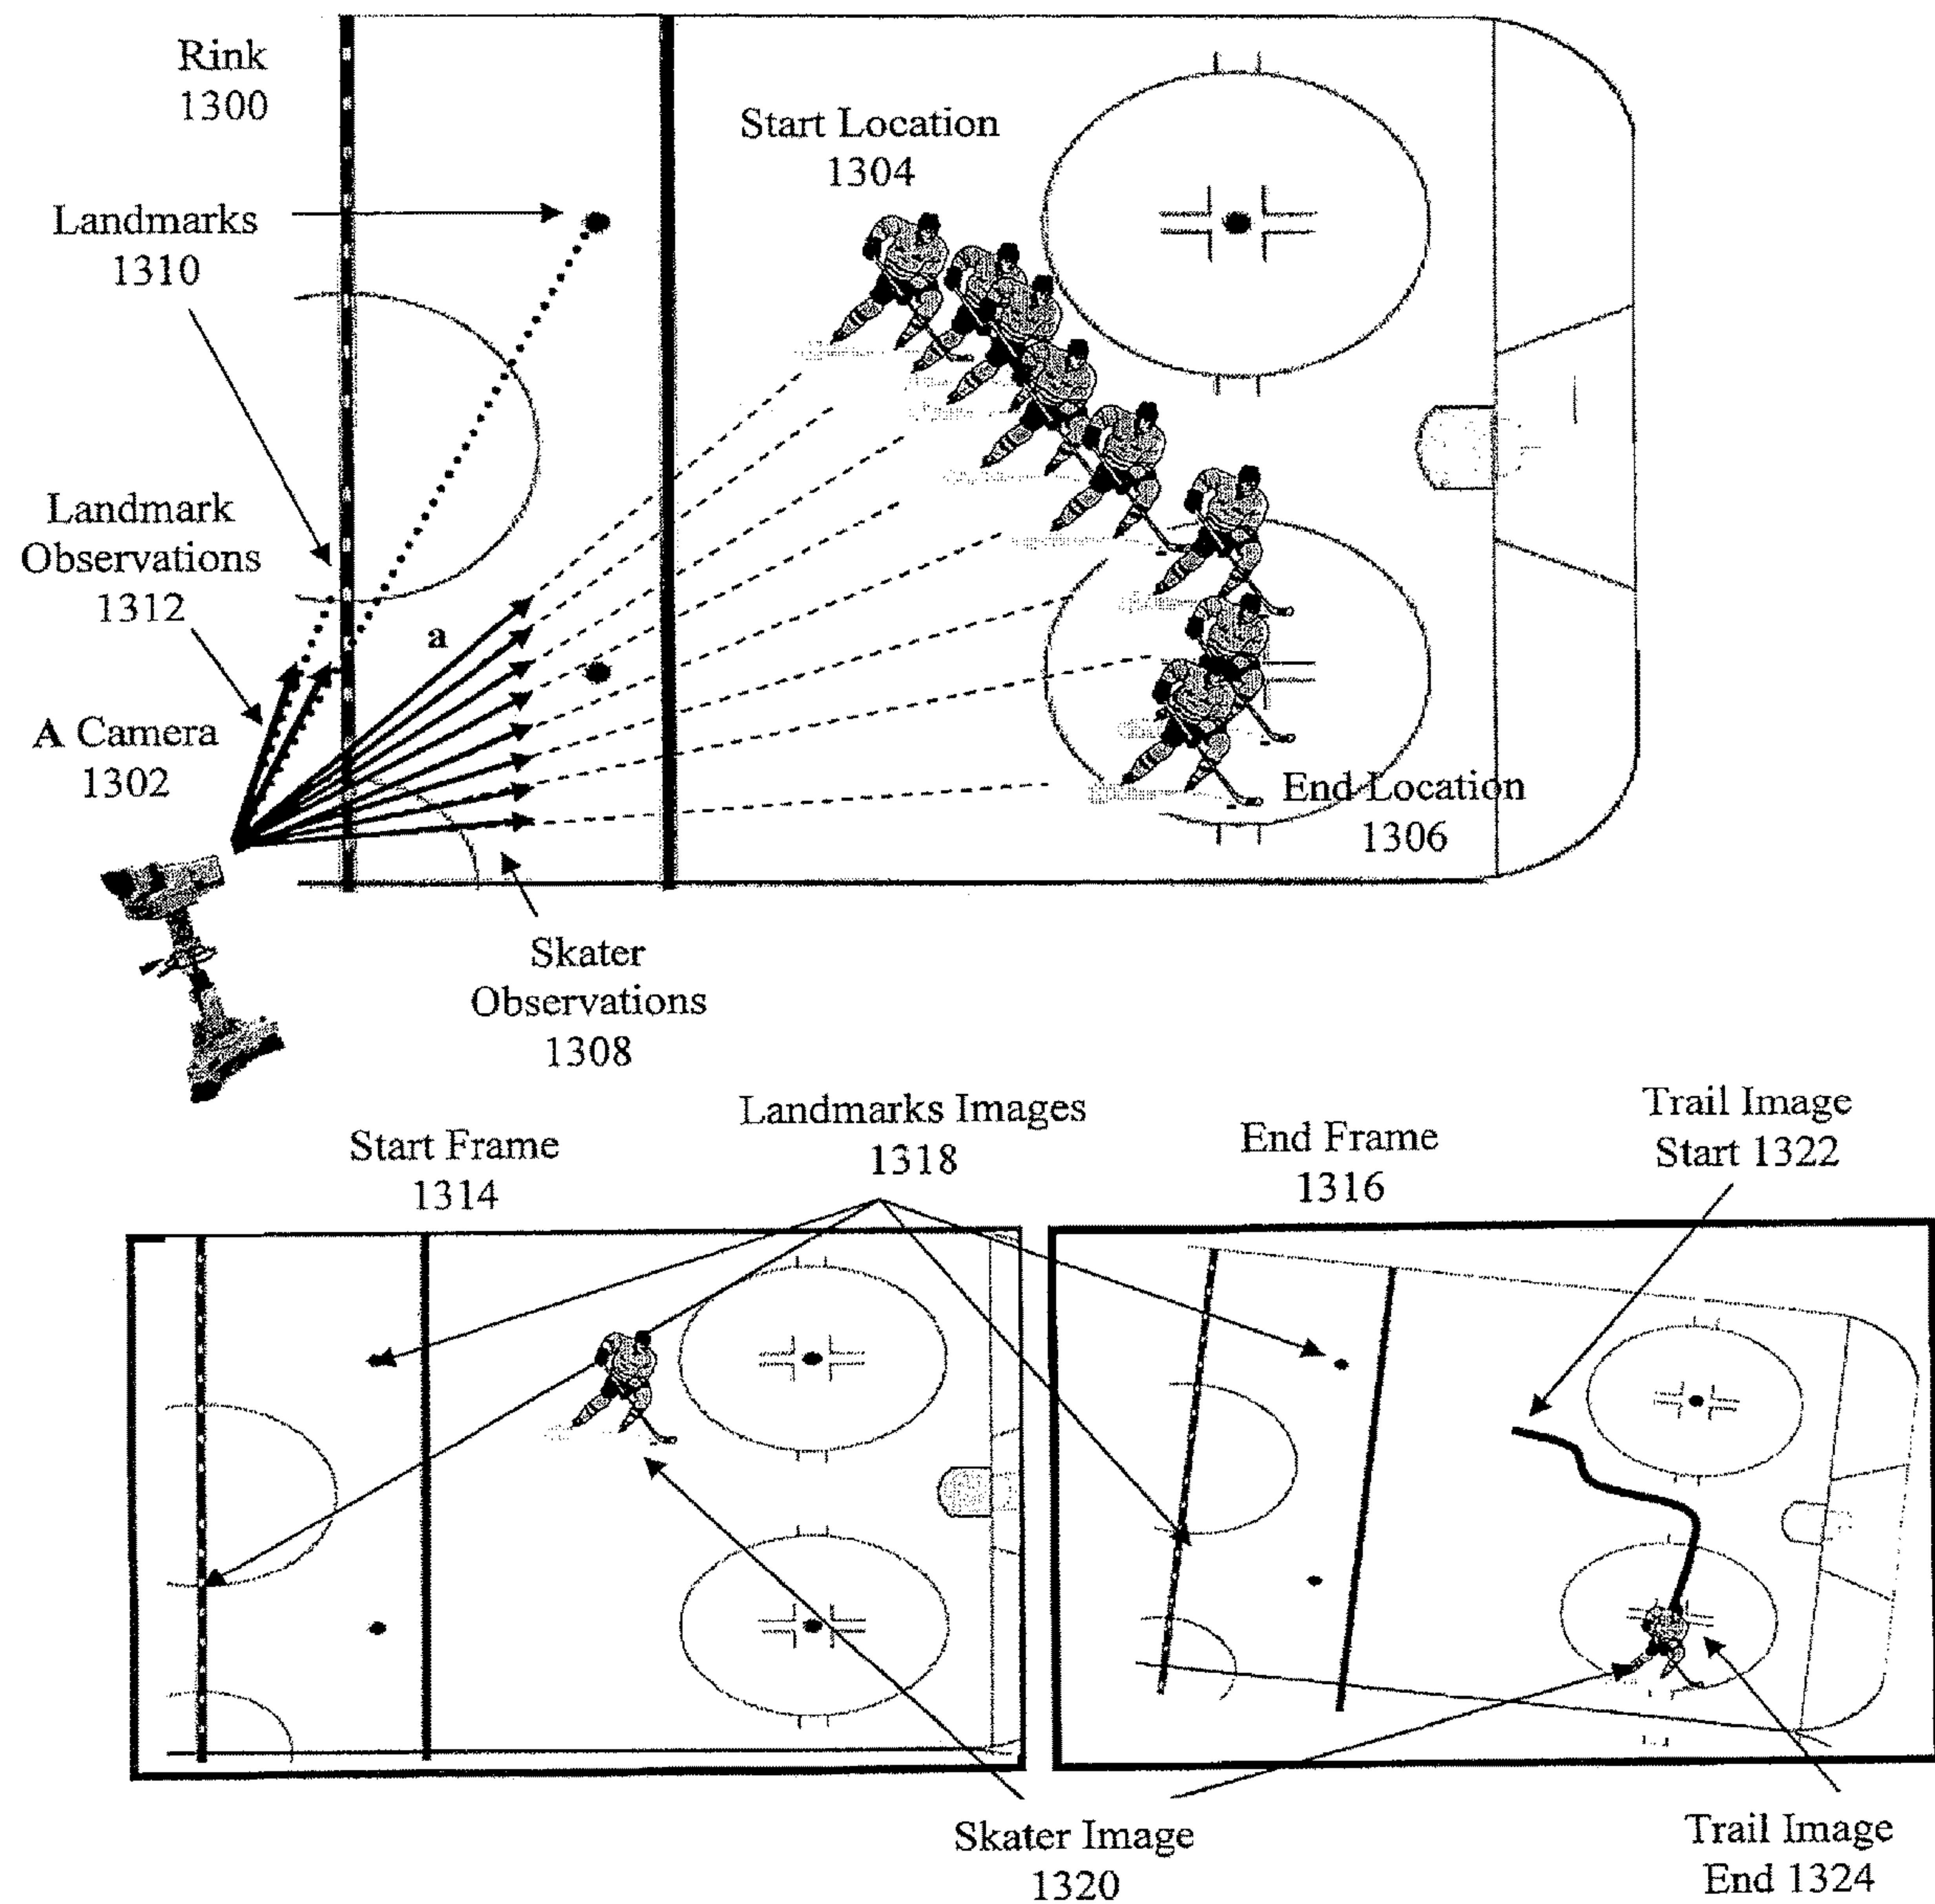 Rink
1300
Start Location
1304
Landmarks
1310
Landmark
Observations
1312
a
A Camera
1302
End Location
1306
Skater
Observations
1308
Landmarks Images
1318
Start Frame
1314
End Frame
1316
Trail Image
Start 1322
Skater Image
1320
Trail Image
End 1324